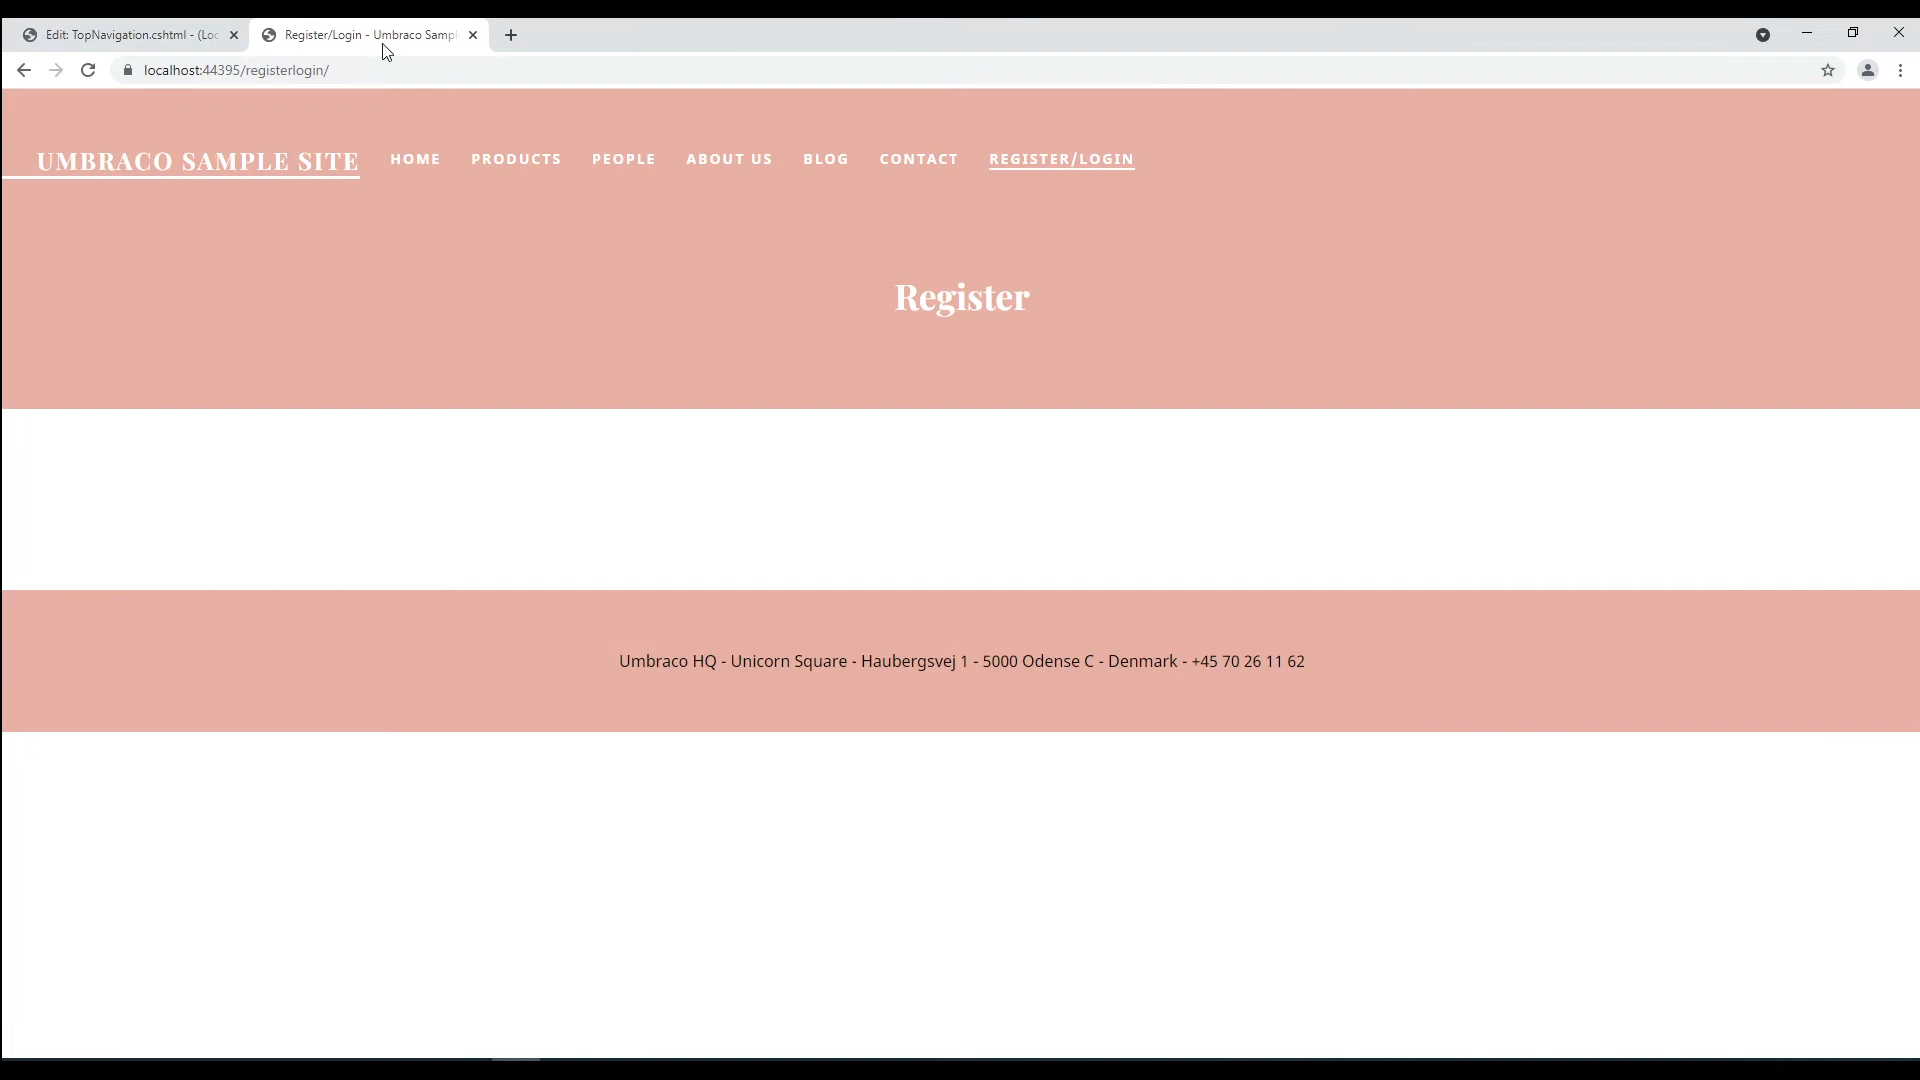 Edit: TopNavigation.cshtml - (Loc
Register/Login - Umbraco Sampl
localhost:44395/registerlogin/
UMBRACO SAMPLE SITE
HOME
PRODUCTS
PEOPLE
ABOUT US
BLOG
CONTACT
REGISTER/LOGIN
Register
Umbraco HQ - Unicorn Square - Haubergsvej 1 - 5000 Odense C - Denmark - +45 70 26 11 62